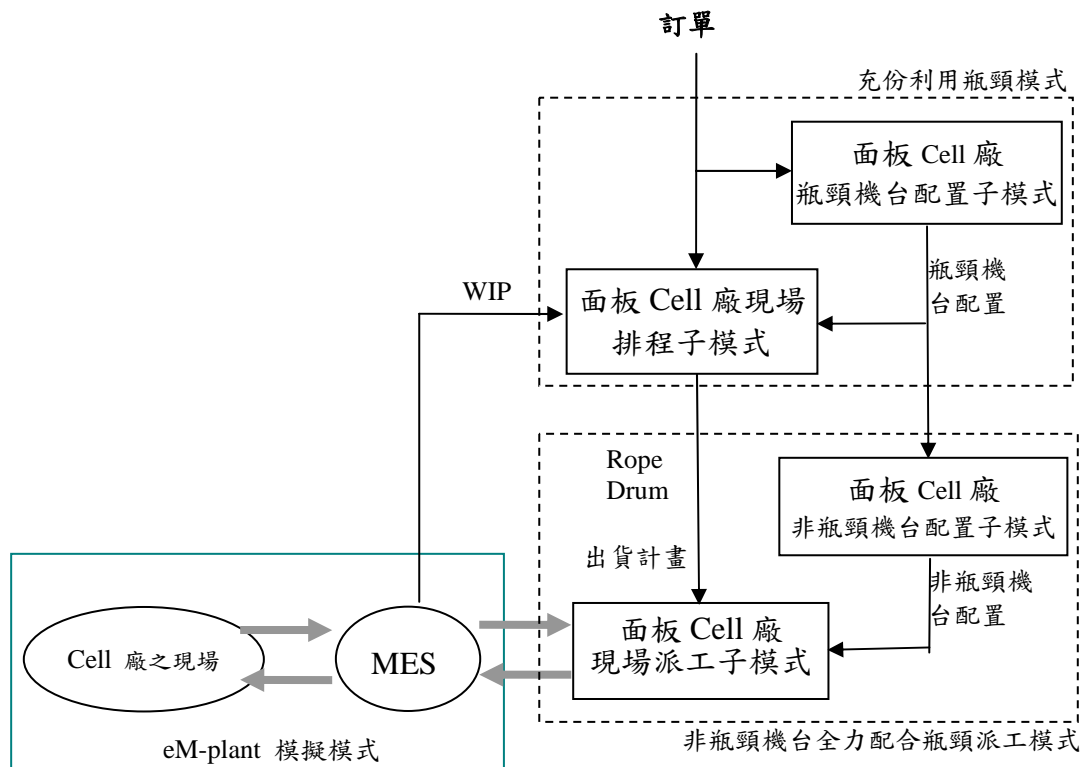 訂單
充份利用瓶頸模式
面板 Cell 廠
瓶頸機台配置子模式
瓶頸機
台配置
WIP
面板 Cell 廠現場
排程子模式
Rope
Drum
出貨計畫
面板 Cell 廠
非瓶頸機台配置子模式
非瓶頸機
台配置
面板 Cell 廠
現場派工子模式
Cell 廠之現場
MES
eM-plant 模擬模式
非瓶頸機台全力配合瓶頸派工模式